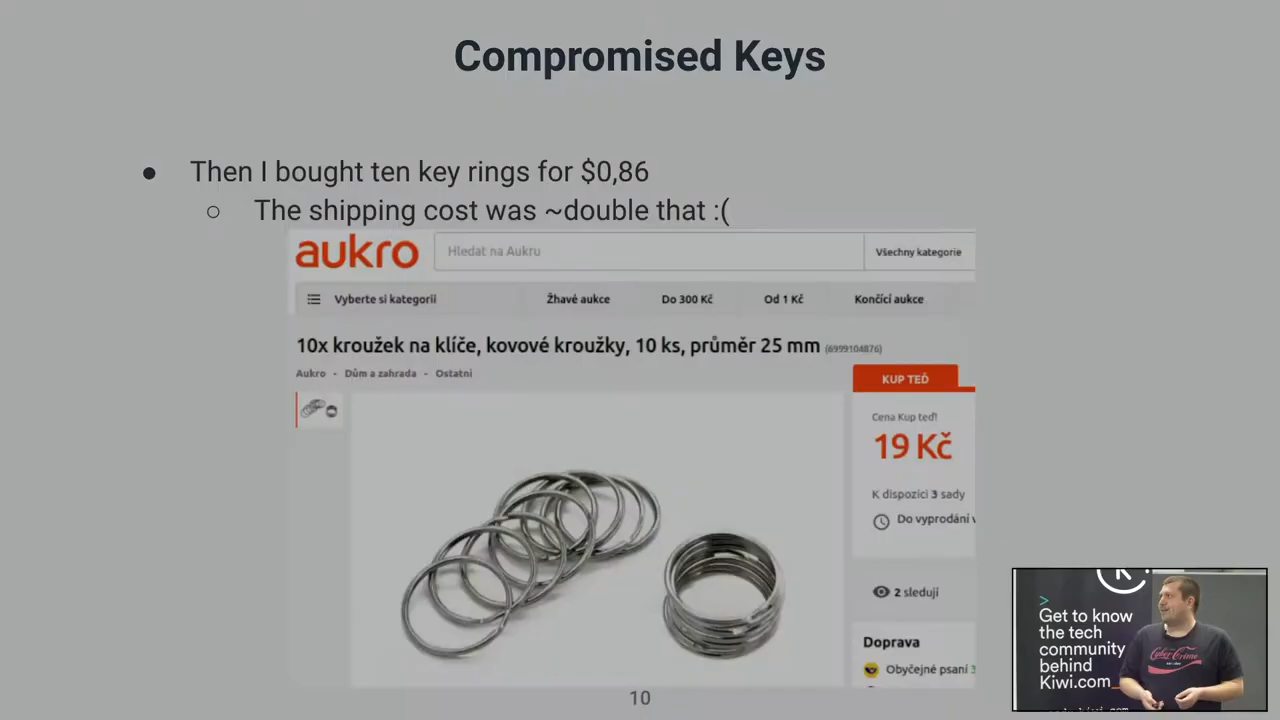 Compromised Keys
● Then I bought ten key rings for $0,86
○ The shipping cost was ~double that :(
aukro
Hledat na Aukru
Všechny kategorie
Vyberte si kategorii
Žhavé aukce
Do 300 Kč
Od 1 Kč
Končící aukce
10x kroužek na klíče, kovové kroužky, 10 ks, průměr 25 mm (6999104876)
Aukro - Dům a zahrada - Ostatní
KUP TEĎ
Cena Kup teď!
19 Kč
K dispozici 3 sady
Do vyprodání v
2 sledují
Doprava
Obyčejné psaní 3
10
K
>
Get to know
the tech
community
behind
Kiwi.com_
Cyber Crime